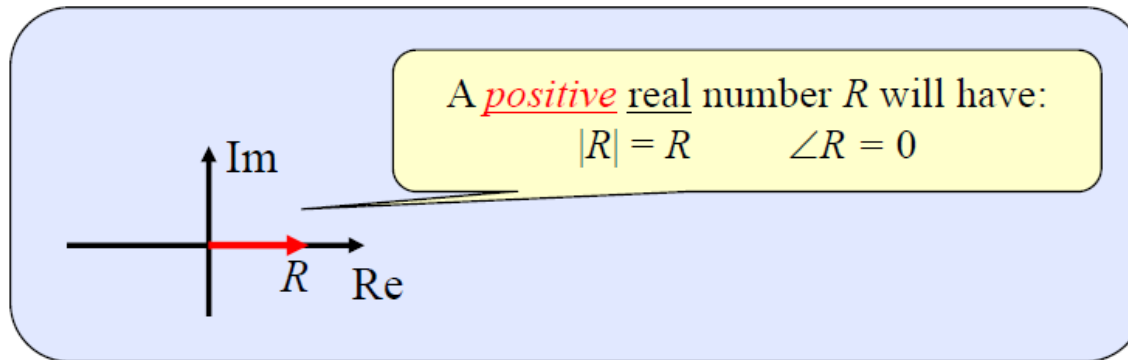 A positive real number R will have:
|R| = R ∠R = 0
Im
R
Re